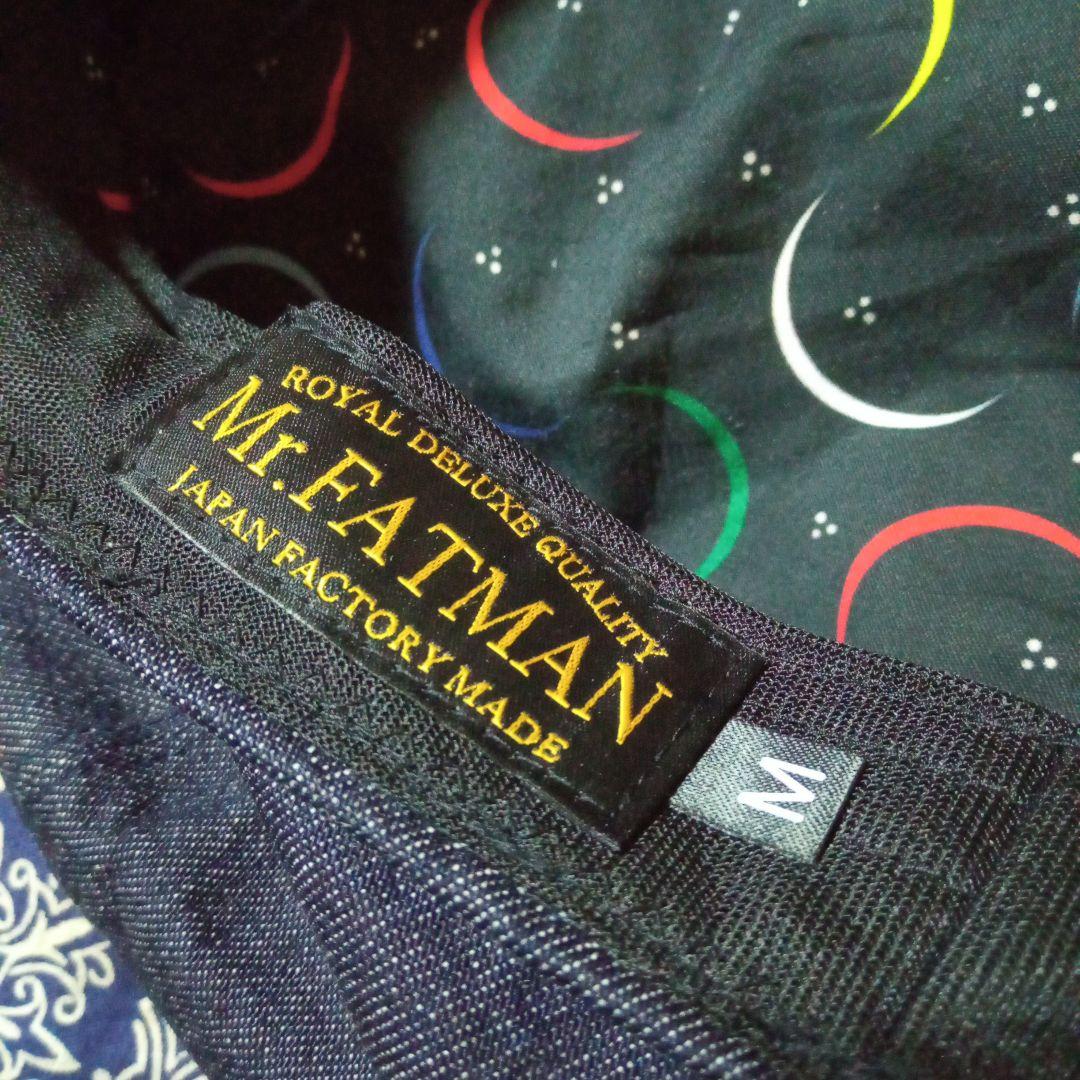 ROYAL DELUXE QUALITY
Mr.FATMAN
JAPAN FACTORY MADE
M